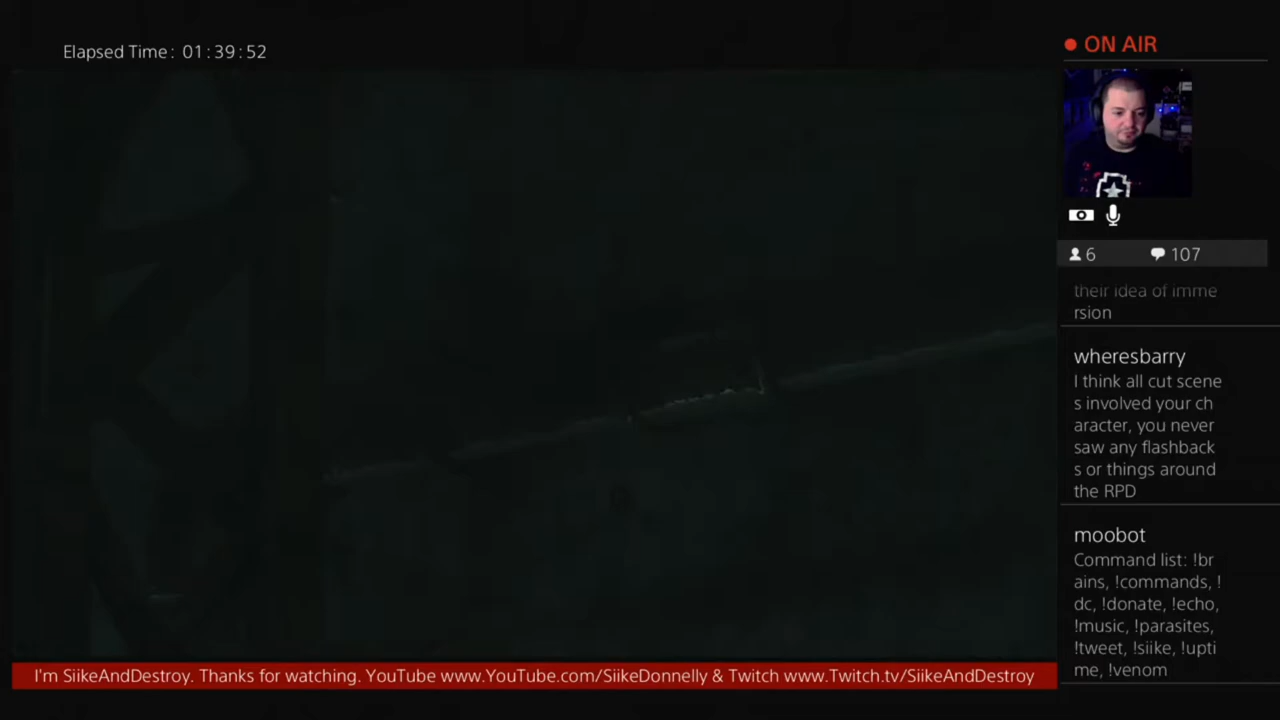 Elapsed Time: 01:39:52
ON AIR
6 107
their idea of imme
rsion
wheresbarry
I think all cut scene
s involved your ch
aracter, you never
saw any flashback
s or things around
the RPD
moobot
Command list: !br
ains, !commands, !
dc, !donate, !echo,
!music, !parasites,
!tweet, !siike, !upti
me, !venom
I'm SiikeAndDestroy. Thanks for watching. YouTube www.YouTube.com/SiikeDonnelly & Twitch www.Twitch.tv/SiikeAndDestroy